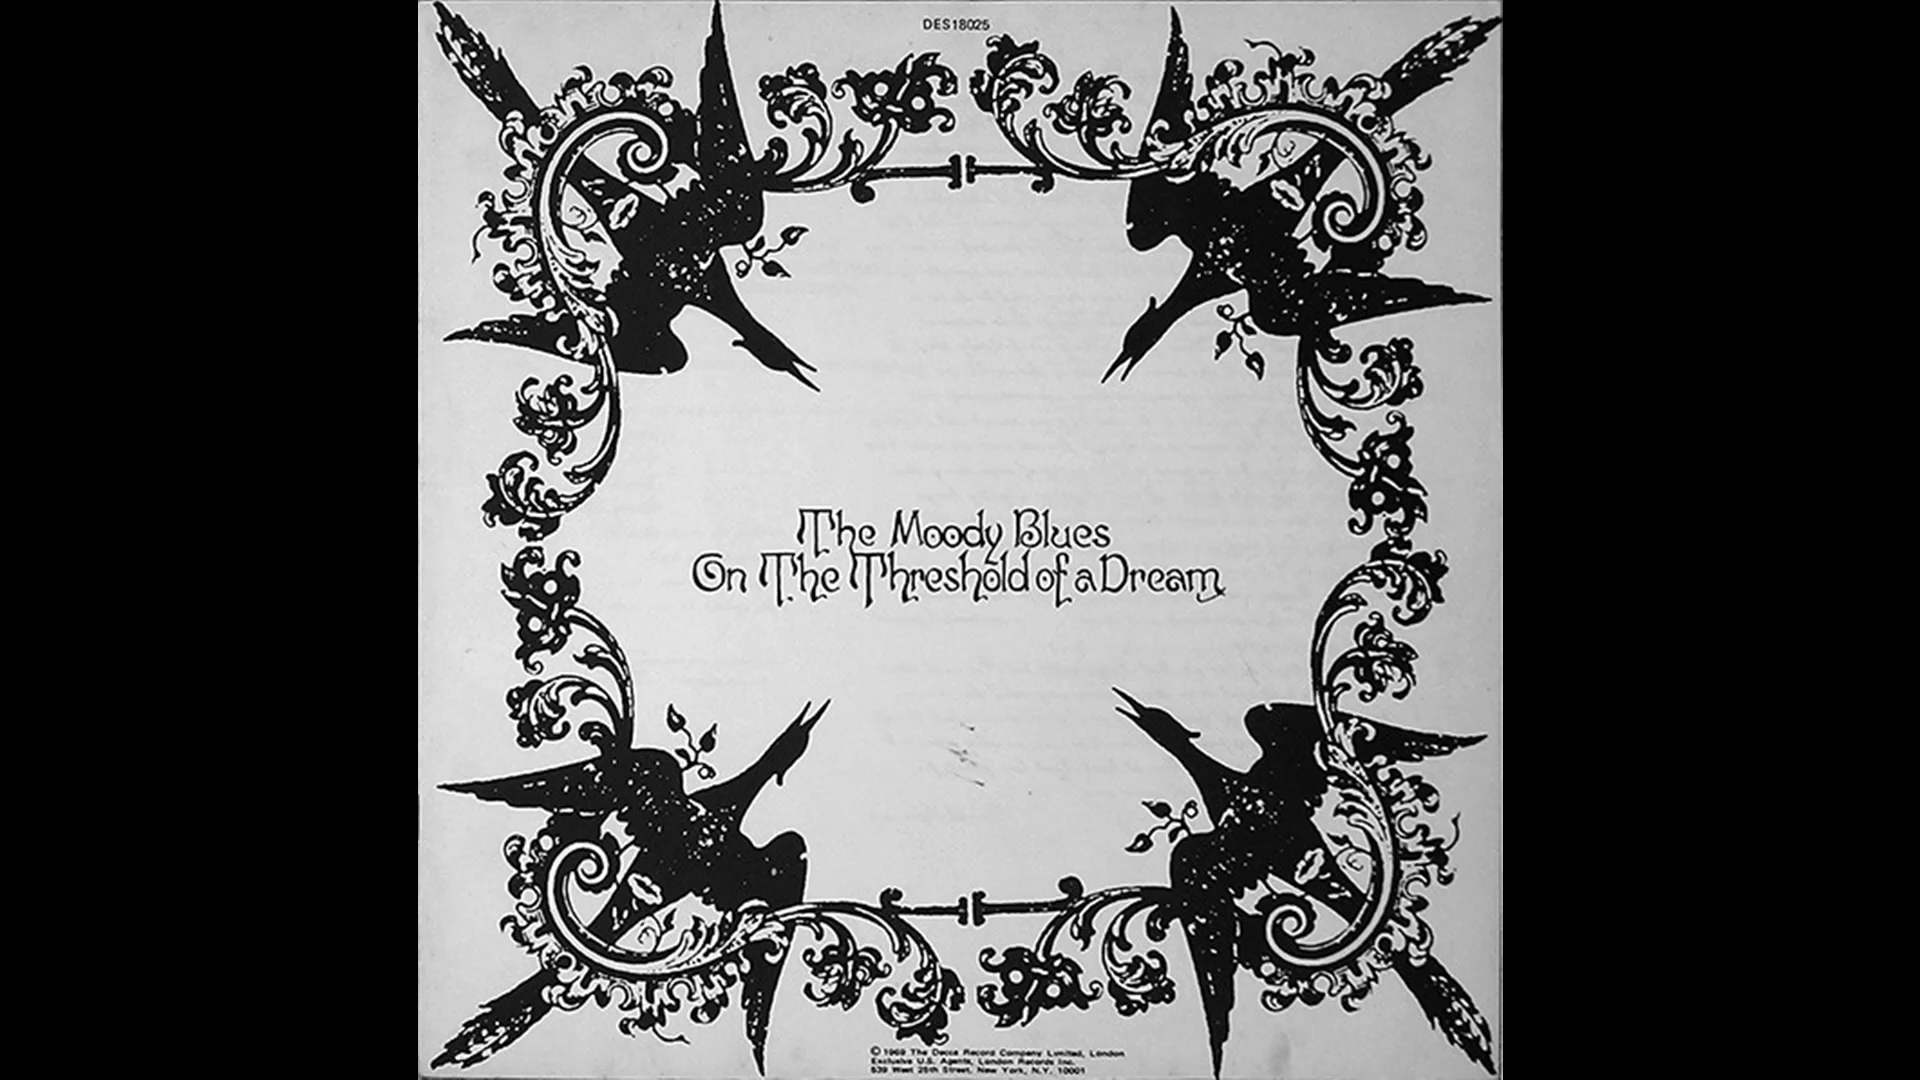 DES18025
The Moody Blues
On The Threshold of a Dream
© 1969 The Decca Record Company Limited, London
Exclusive U.S. Agents, London Records Inc.
539 West 25th Street, New York, N.Y. 10001